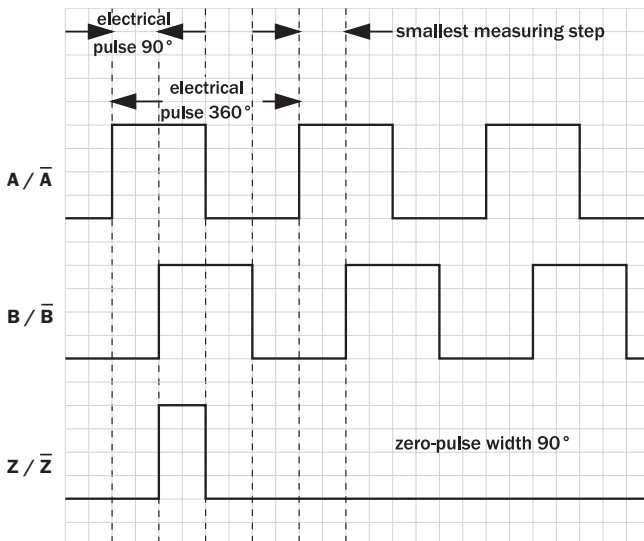 electrical
pulse 90°
smallest measuring step
electrical
pulse 360°
A / A̅
B / B̅
zero-pulse width 90°
Z / Z̅